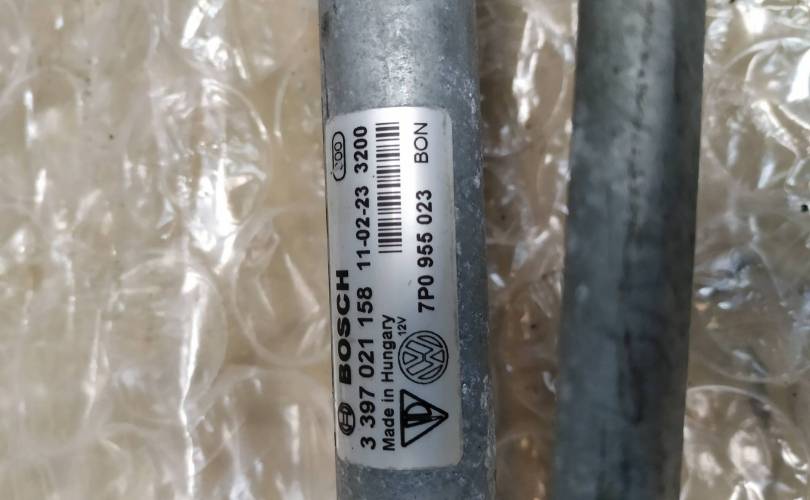 BOSCH
3 397 021 158 11-02-23 3200
Made in Hungary
12V
7P0 955 023 BON